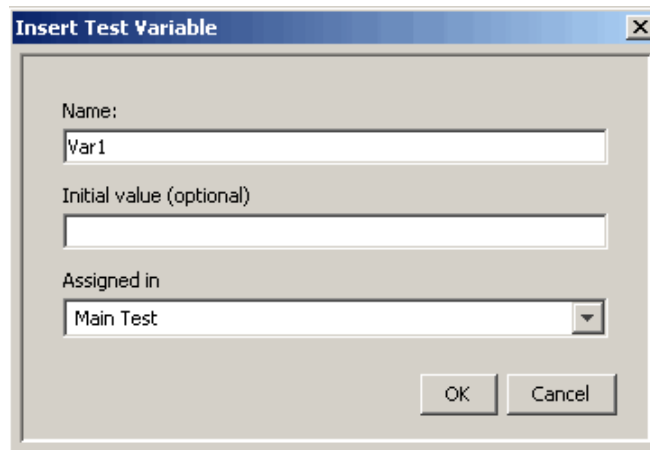 Insert Test Variable
Name:
Var1
Initial value (optional)
Assigned in
Main Test
OK Cancel